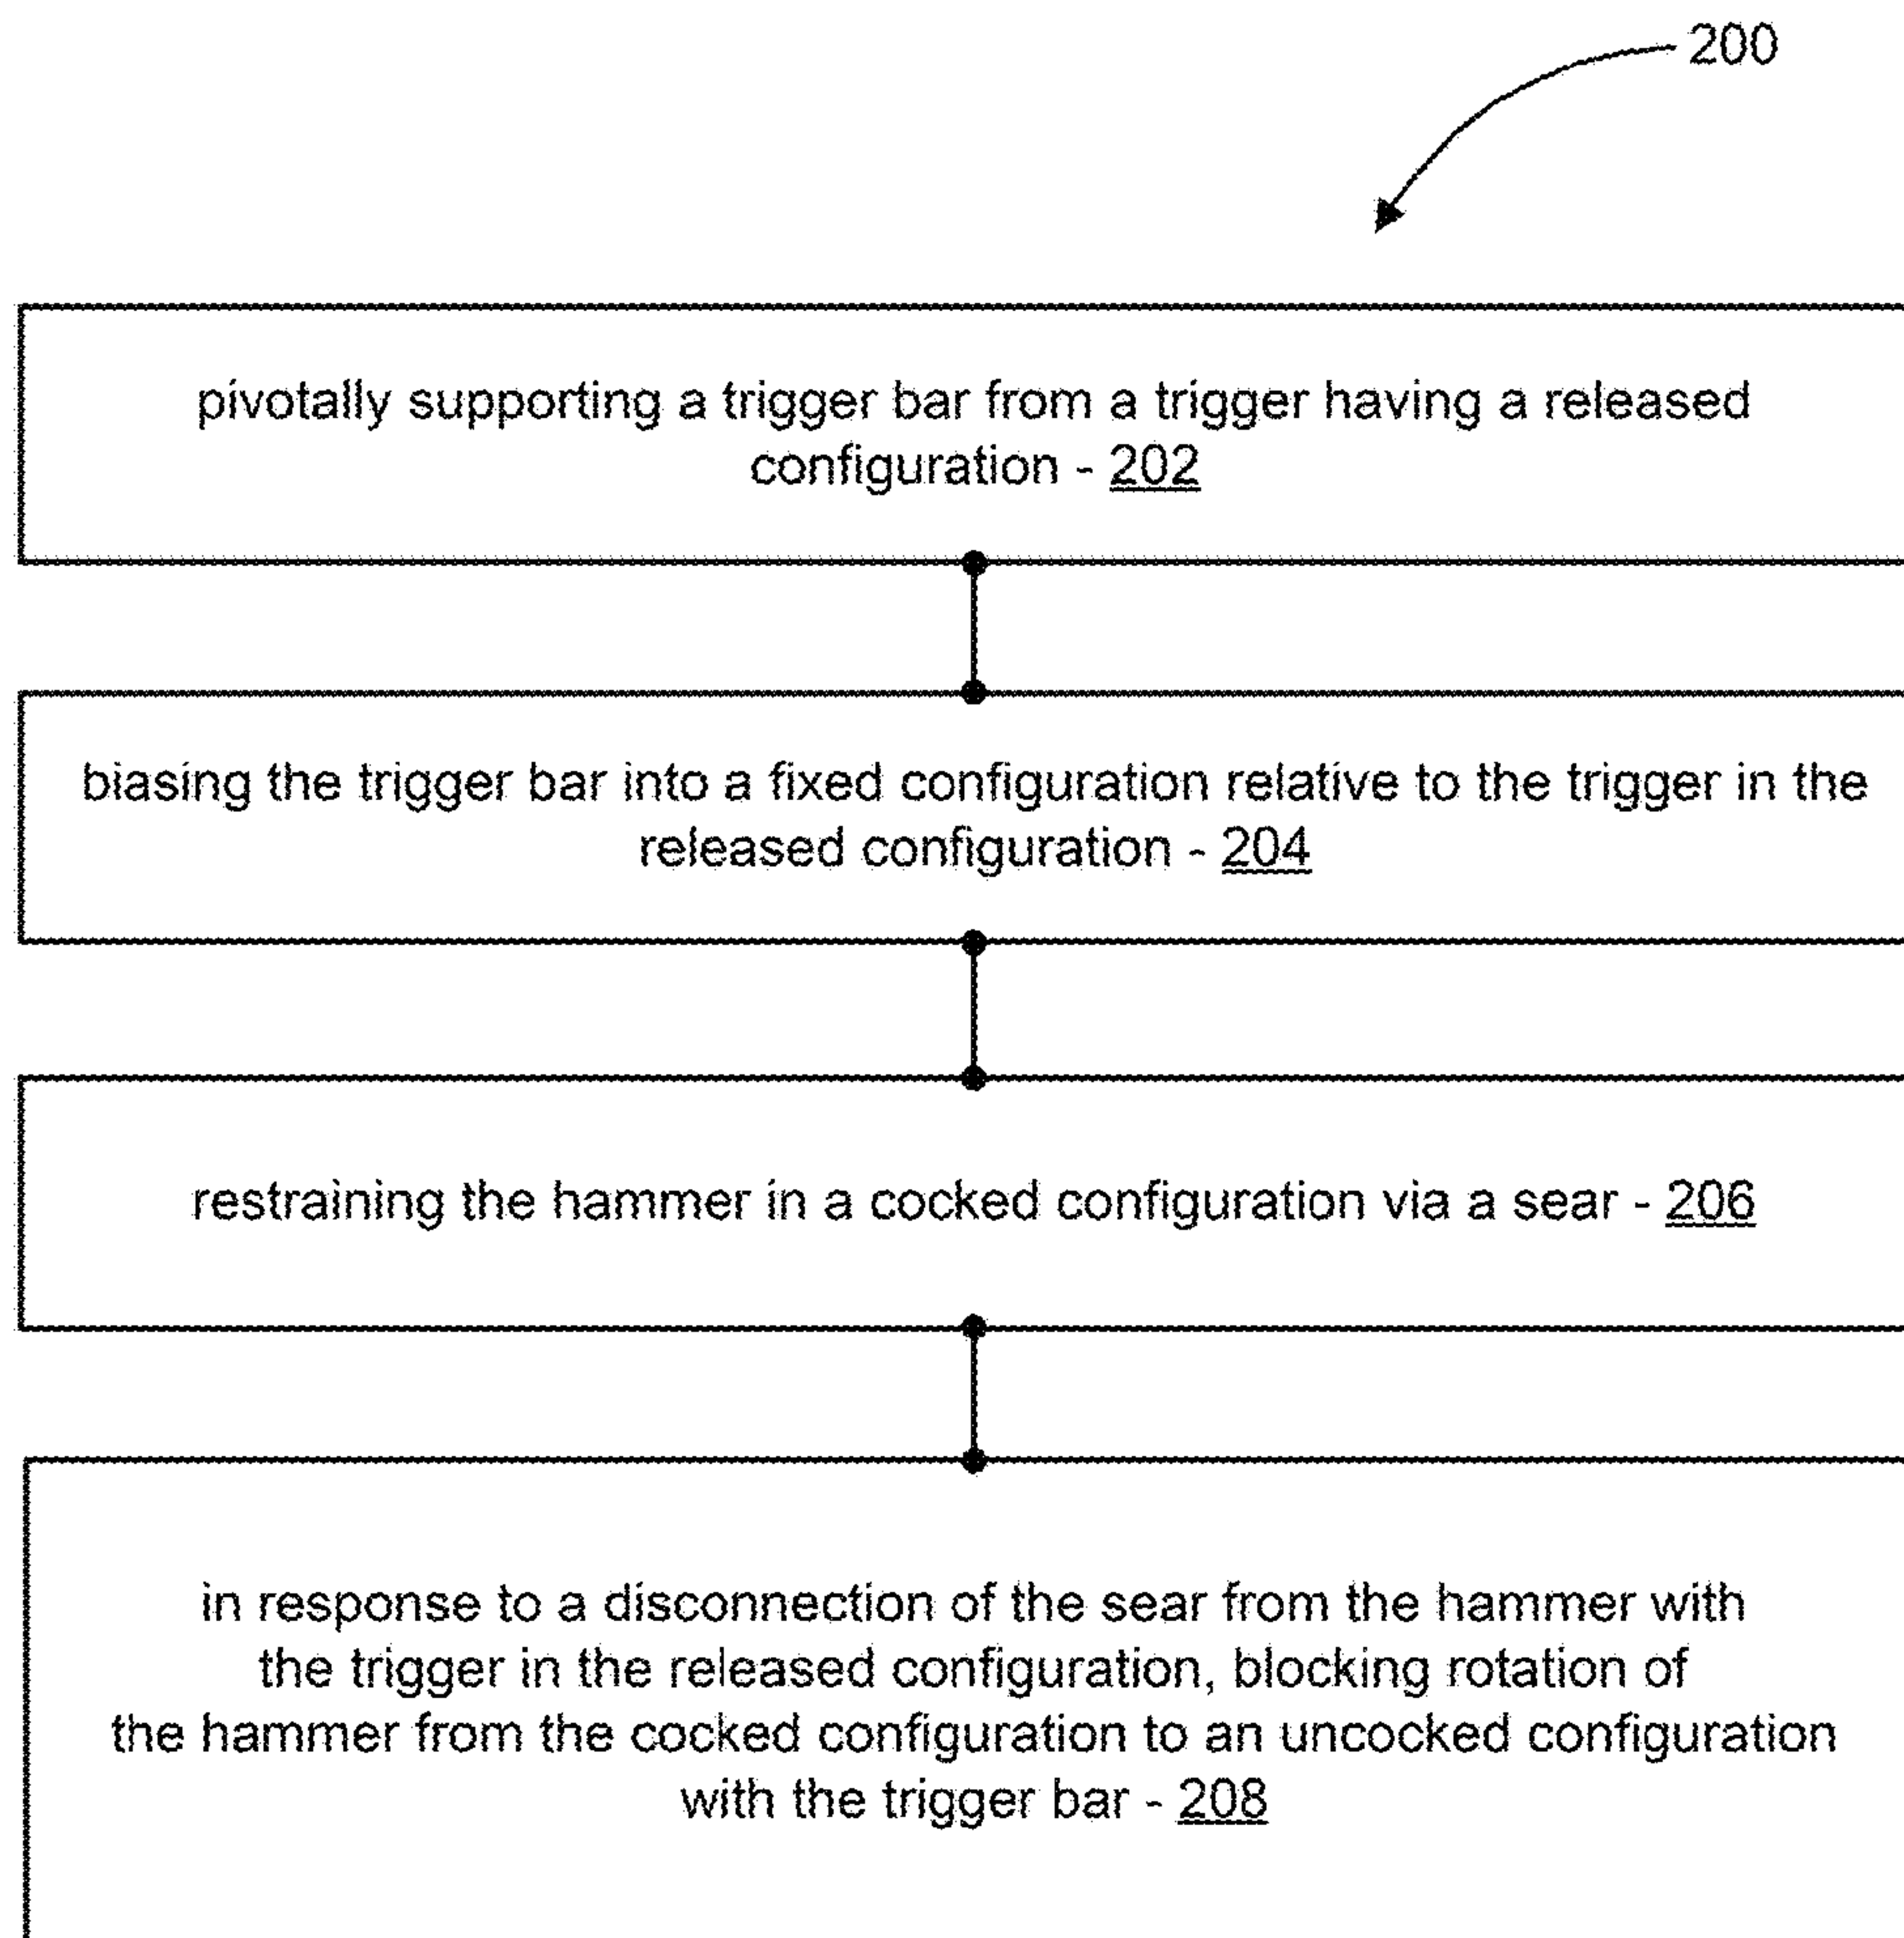 200
pivotally supporting a trigger bar from a trigger having a released
configuration - 202
biasing the trigger bar into a fixed configuration relative to the trigger in the
released configuration - 204
restraining the hammer in a cocked configuration via a sear - 206
in response to a disconnection of the sear from the hammer with
the trigger in the released configuration, blocking rotation of
the hammer from the cocked configuration to an uncocked configuration
with the trigger bar - 208